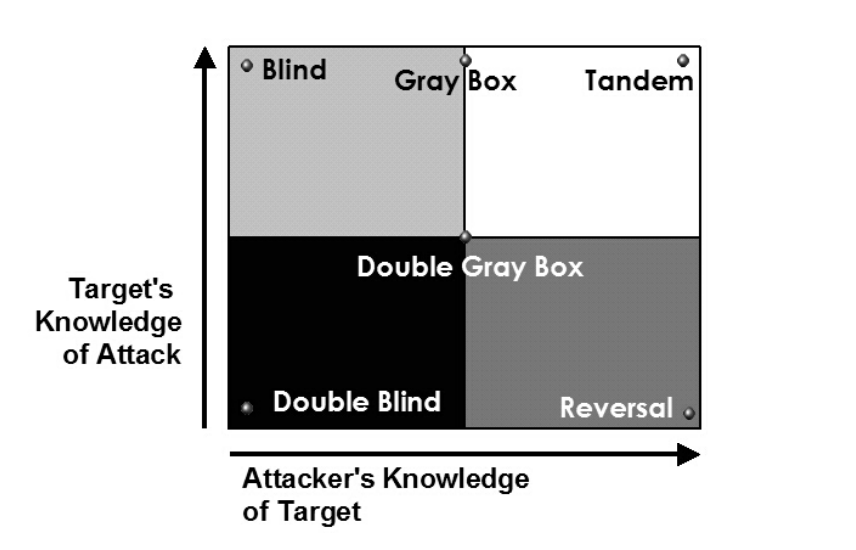 Blind
Gray Box
Tandem
Double Gray Box
Target's
Knowledge
of Attack
Double Blind
Reversal
Attacker's Knowledge
of Target